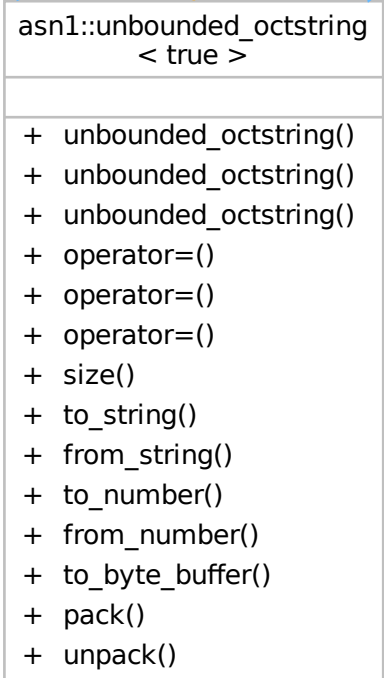 asn1::unbounded_octstring
< true >
+ unbounded_octstring()
+ unbounded_octstring()
+ unbounded_octstring()
+ operator=()
+ operator=()
+ operator=()
+ size()
+ to_string()
+ from_string()
+ to_number()
+ from_number()
+ to_byte_buffer()
+ pack()
+ unpack()